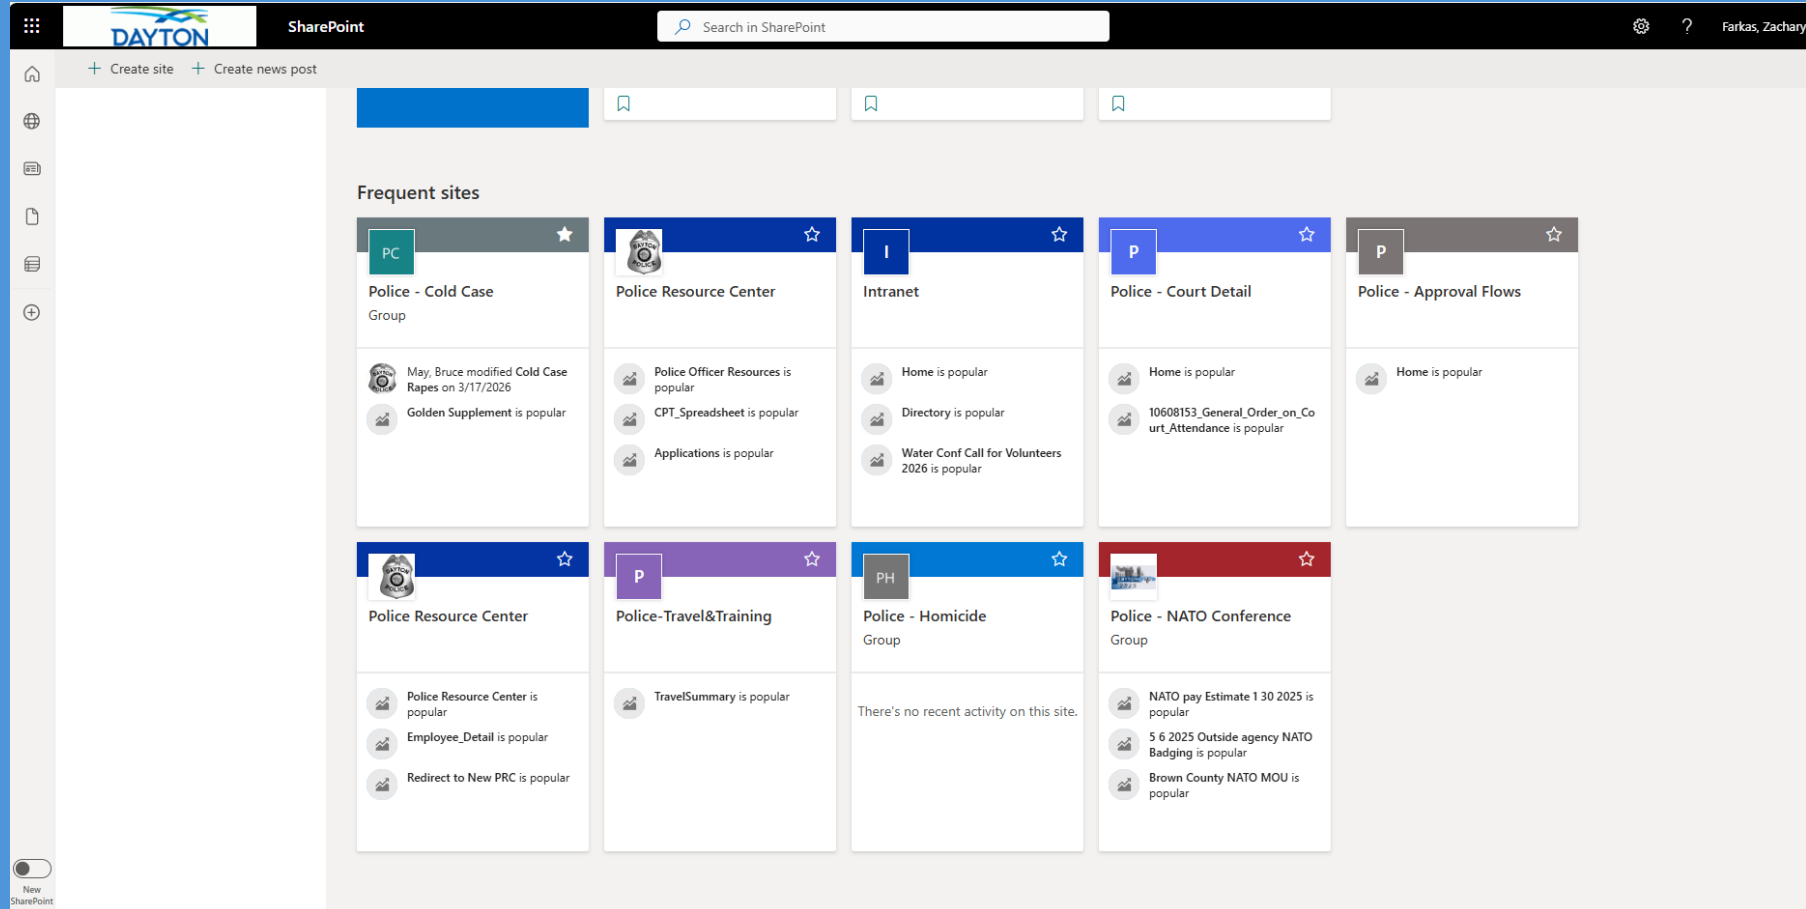 DAYTON
SharePoint
Search in SharePoint
?
Farkas, Zachary
+ Create site
+ Create news post
Frequent sites
PC
Police - Cold Case
Group
May, Bruce modified Cold Case
Rapes on 3/17/2026
Golden Supplement is popular
DAYTON
POLICE
Police Resource Center
Police Officer Resources is
popular
CPT_Spreadsheet is popular
Applications is popular
I
Intranet
Home is popular
Directory is popular
Water Conf Call for Volunteers
2026 is popular
P
Police - Court Detail
Home is popular
10608153_General_Order_on_Co
urt_Attendance is popular
P
Police - Approval Flows
Home is popular
DAYTON
POLICE
Police Resource Center
Police Resource Center is
popular
Employee_Detail is popular
Redirect to New PRC is popular
P
Police-Travel&Training
TravelSummary is popular
PH
Police - Homicide
Group
There's no recent activity on this site.
Police - NATO Conference
Group
NATO pay Estimate 1 30 2025 is
popular
5 6 2025 Outside agency NATO
Badging is popular
Brown County NATO MOU is
popular
New
SharePoint